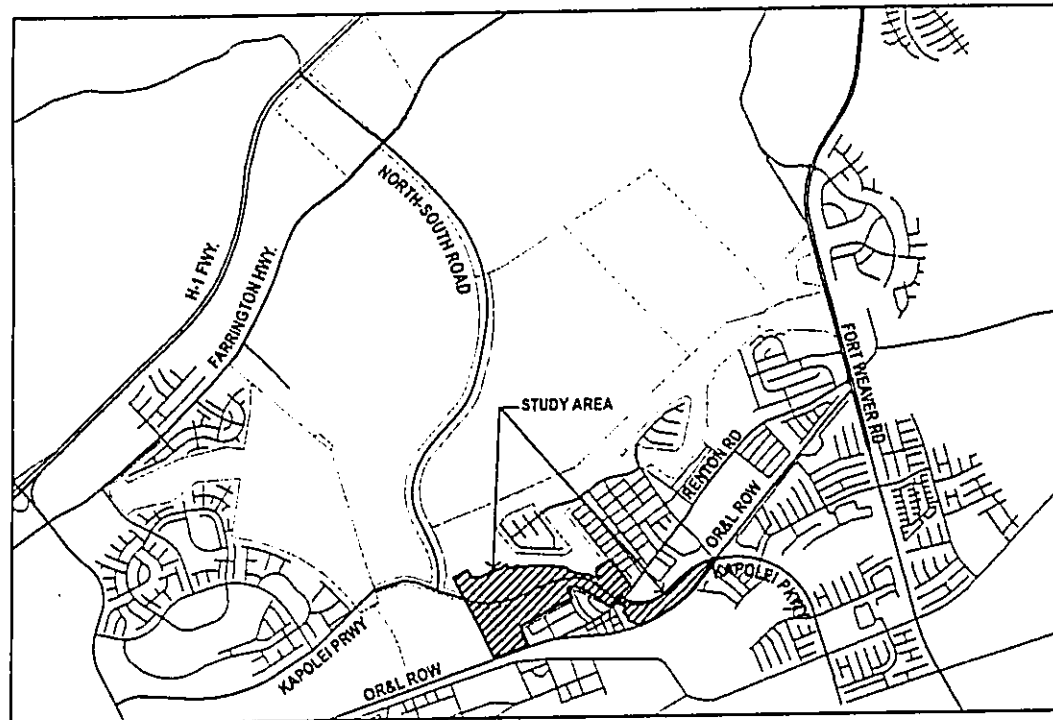 NORTH-SOUTH ROAD
H-1 FWY.
FARRINGTON HWY.
FORT WEAVER RD
STUDY AREA
RENTON RD
OR&L ROW
KAPOLEI PKWY
KAPOLEI PRWY
OR&L ROW